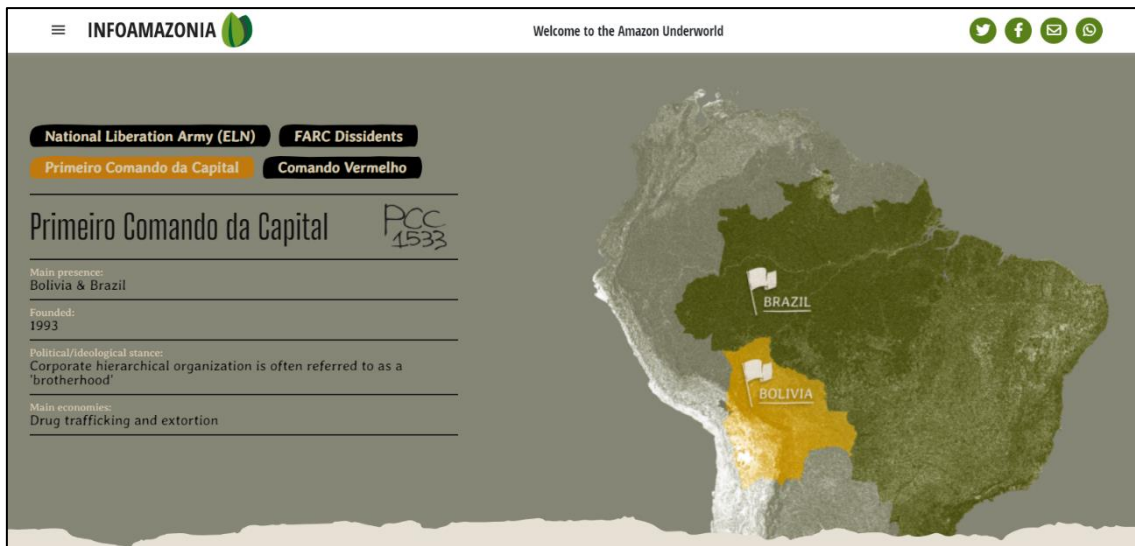 INFOAMAZONIA
Welcome to the Amazon Underworld
National Liberation Army (ELN) FARC Dissidents
Primeiro Comando da Capital Comando Vermelho
Primeiro Comando da Capital
PCC
1533
Main presence:
Bolivia & Brazil
Founded:
1993
Political/ideological stance:
Corporate hierarchical organization is often referred to as a
'brotherhood'
Main economies:
Drug trafficking and extortion
BRAZIL
BOLIVIA